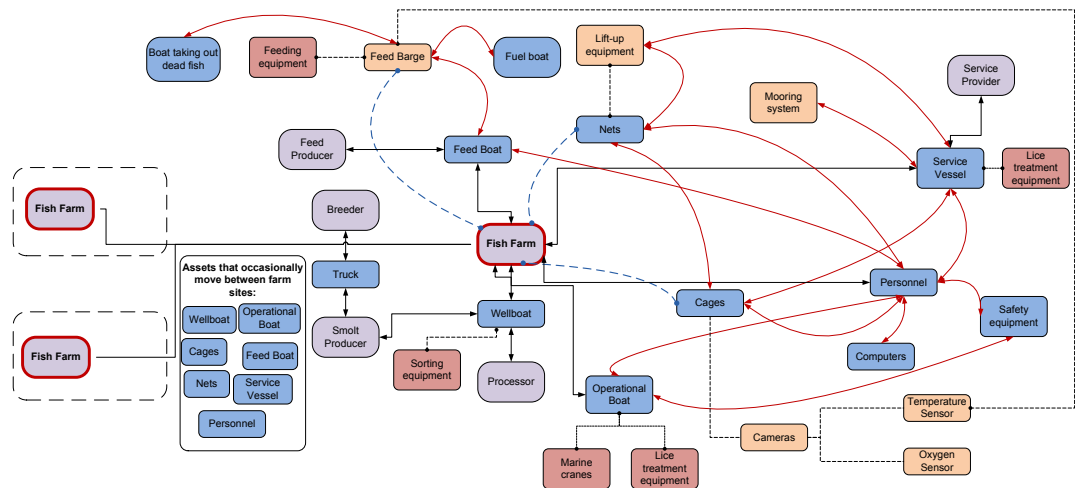 Boat taking out
dead fish
Feeding
equipment
Feed Barge
Fuel boat
Lift-up
equipment
Service
Provider
Mooring
system
Nets
Feed
Producer
Feed Boat
Service
Vessel
Lice
treatment
equipment
Fish Farm
Breeder
Fish Farm
Assets that occasionally
move between farm
sites:
Wellboat
Operational
Boat
Cages
Feed Boat
Nets
Service
Vessel
Personnel
Truck
Personnel
Cages
Safety
equipment
Wellboat
Smolt
Producer
Fish Farm
Computers
Sorting
equipment
Processor
Operational
Boat
Temperature
Sensor
Cameras
Marine
cranes
Lice
treatment
equipment
Oxygen
Sensor